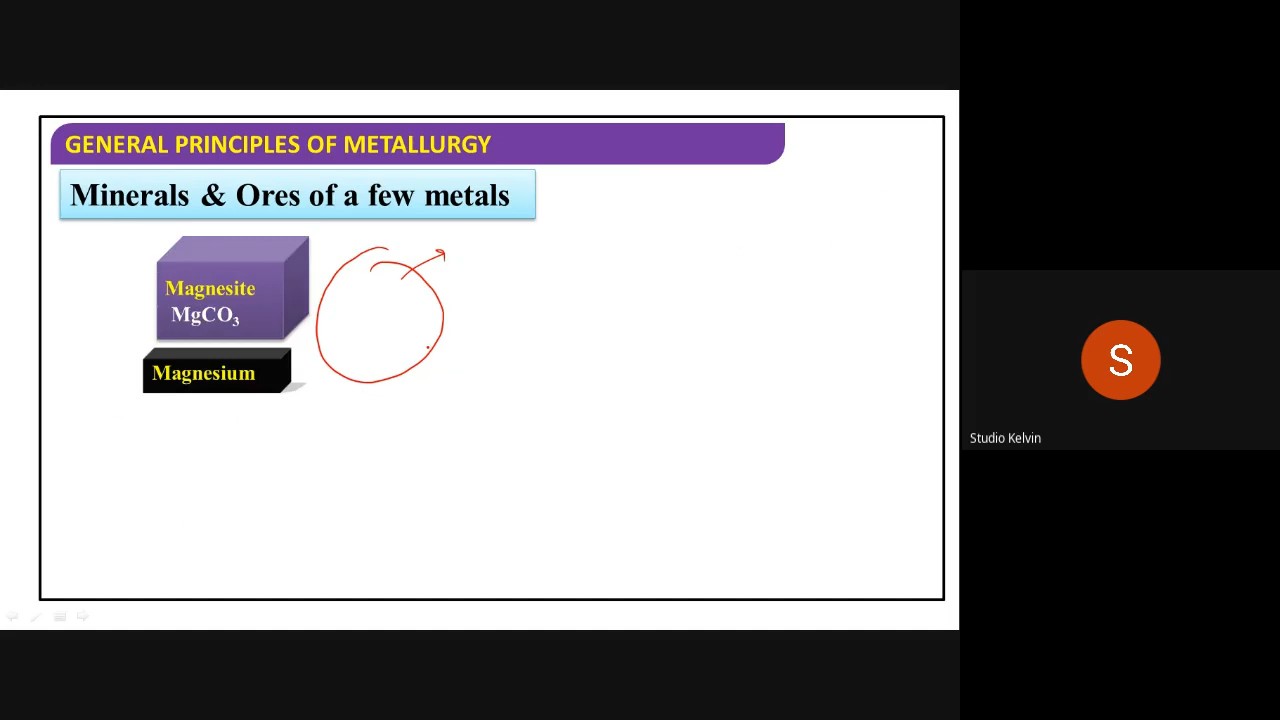 GENERAL PRINCIPLES OF METALLURGY
Minerals & Ores of a few metals
Magnesite
MgCO₃
Magnesium
S
Studio Kelvin